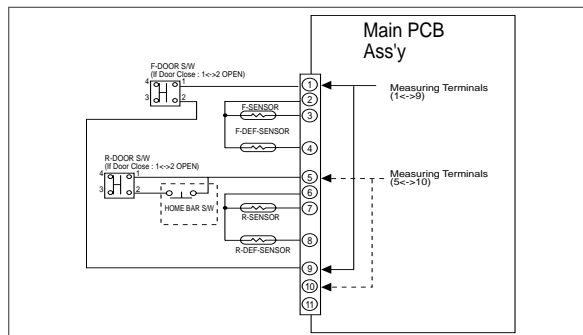 Main PCB
Ass'y
F-DOOR S/W
(If Door Close : 1<->2 OPEN)
4 1
3 2
1
Measuring Terminals
(1<->9)
2
F-SENSOR
3
F-DEF-SENSOR
4
R-DOOR S/W
(If Door Close : 1<->2 OPEN)
4 1
3 2
5
Measuring Terminals
(5<->10)
6
HOME BAR S/W
R-SENSOR
7
8
R-DEF-SENSOR
9
10
11